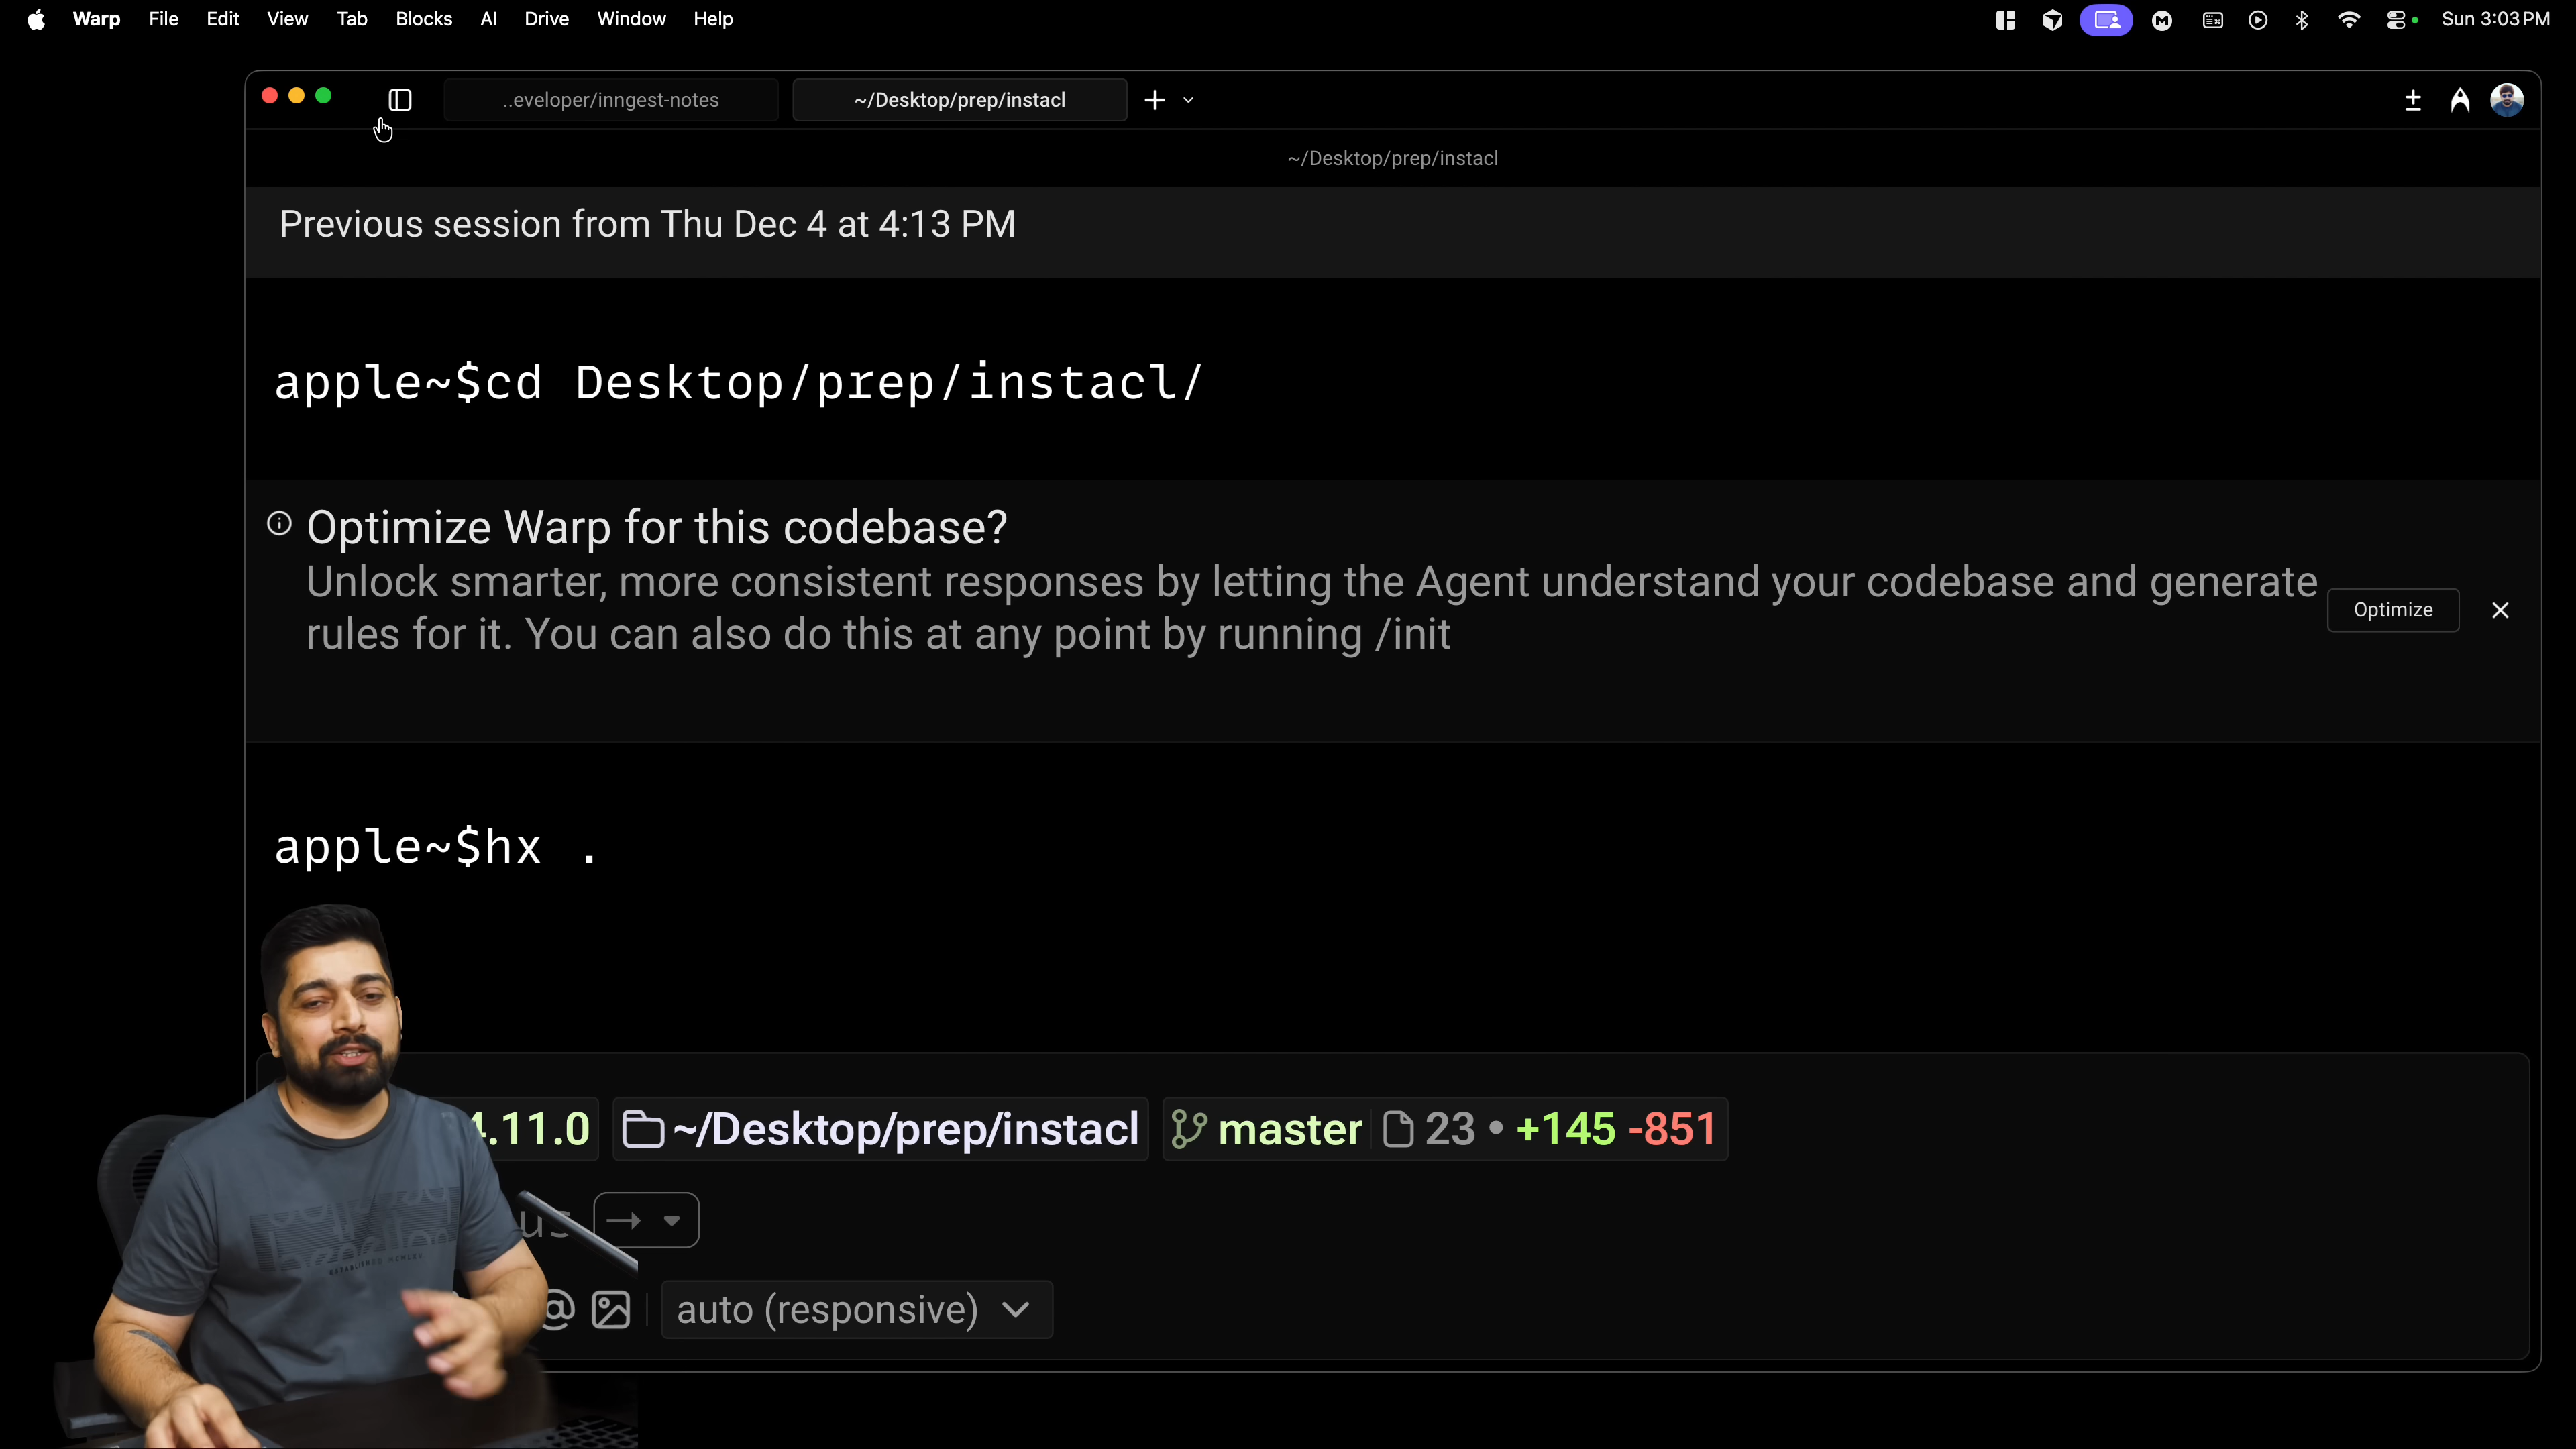 Warp File Edit View Tab Blocks AI Drive Window Help Sun 3:03 PM
..eveloper/inngest-notes ~/Desktop/prep/instacl
~/Desktop/prep/instacl
Previous session from Thu Dec 4 at 4:13 PM
apple~$cd Desktop/prep/instacl/
Optimize Warp for this codebase?
Unlock smarter, more consistent responses by letting the Agent understand your codebase and generate
rules for it. You can also do this at any point by running /init
Optimize
apple~$hx .
4.11.0 ~/Desktop/prep/instacl master 23 • +145 -851
us
@ auto (responsive)